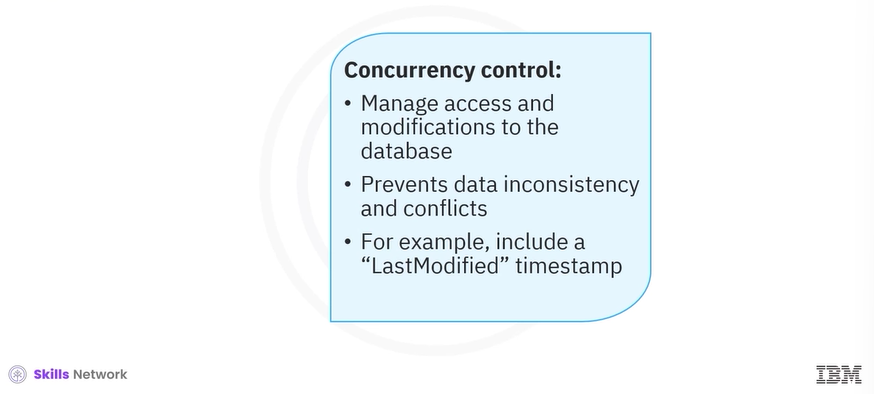 Concurrency control:
• Manage access and
modifications to the
database
• Prevents data inconsistency
and conflicts
• For example, include a
“LastModified” timestamp
Skills Network
IBM